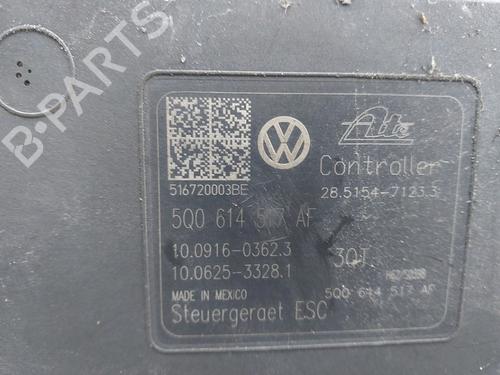 B-PARTS
Ate
516720003BE
Controller
28.5154-7123.3
5Q0 614 517 AF
10.0916-0362.3
10.0625-3328.1
3QT
MADE IN MEXICO
5Q0 614 517 AF
Steuergeraet ESC